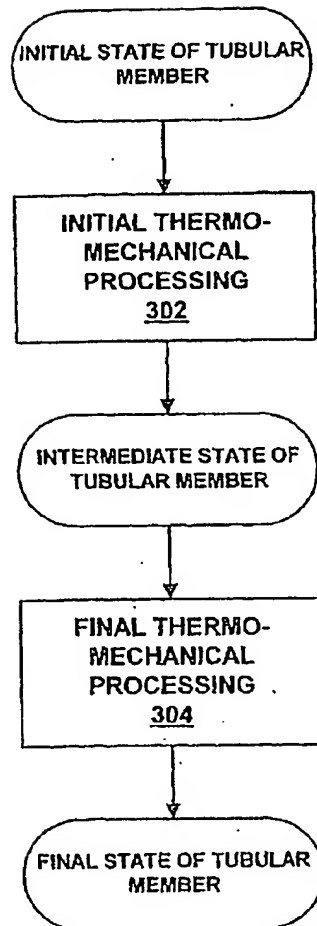 INITIAL STATE OF TUBULAR
MEMBER
INITIAL THERMO-
MECHANICAL
PROCESSING
302
INTERMEDIATE STATE OF
TUBULAR MEMBER
FINAL THERMO-
MECHANICAL
PROCESSING
304
FINAL STATE OF TUBULAR
MEMBER